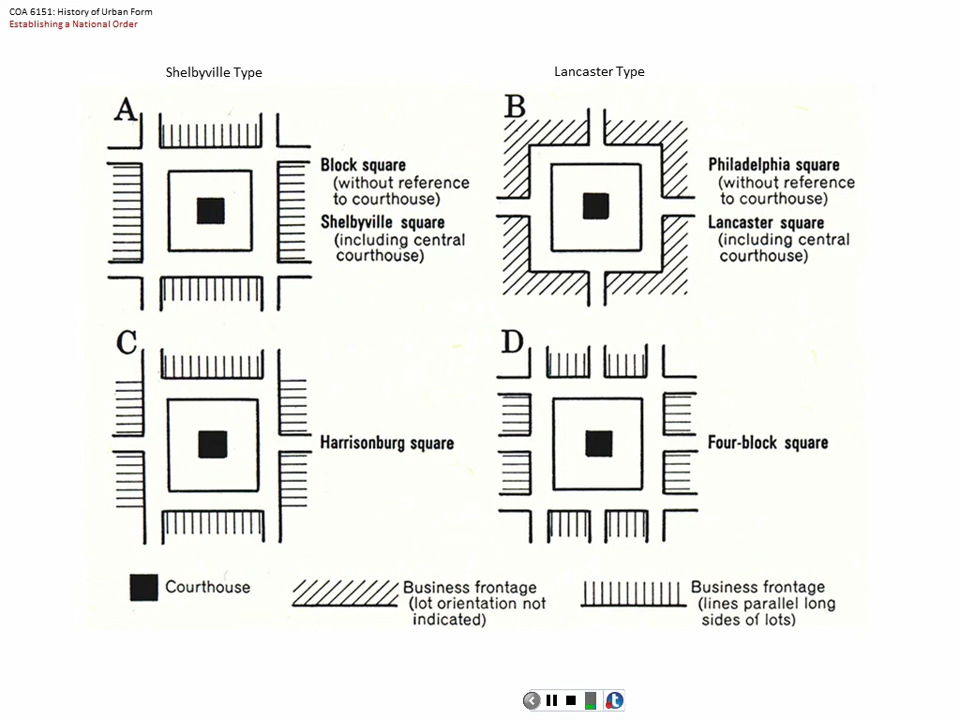 COA 6151: History of Urban Form
Establishing a National Order
Shelbyville Type
Lancaster Type
A
Block square
(without reference
to courthouse)
Shelbyville square
(including central
courthouse)
B
Philadelphia square
(without reference
to courthouse)
Lancaster square
(including central
courthouse)
C
Harrisonburg square
D
Four-block square
Courthouse
Business frontage
(lot orientation not
indicated)
Business frontage
(lines parallel long
sides of lots)
t